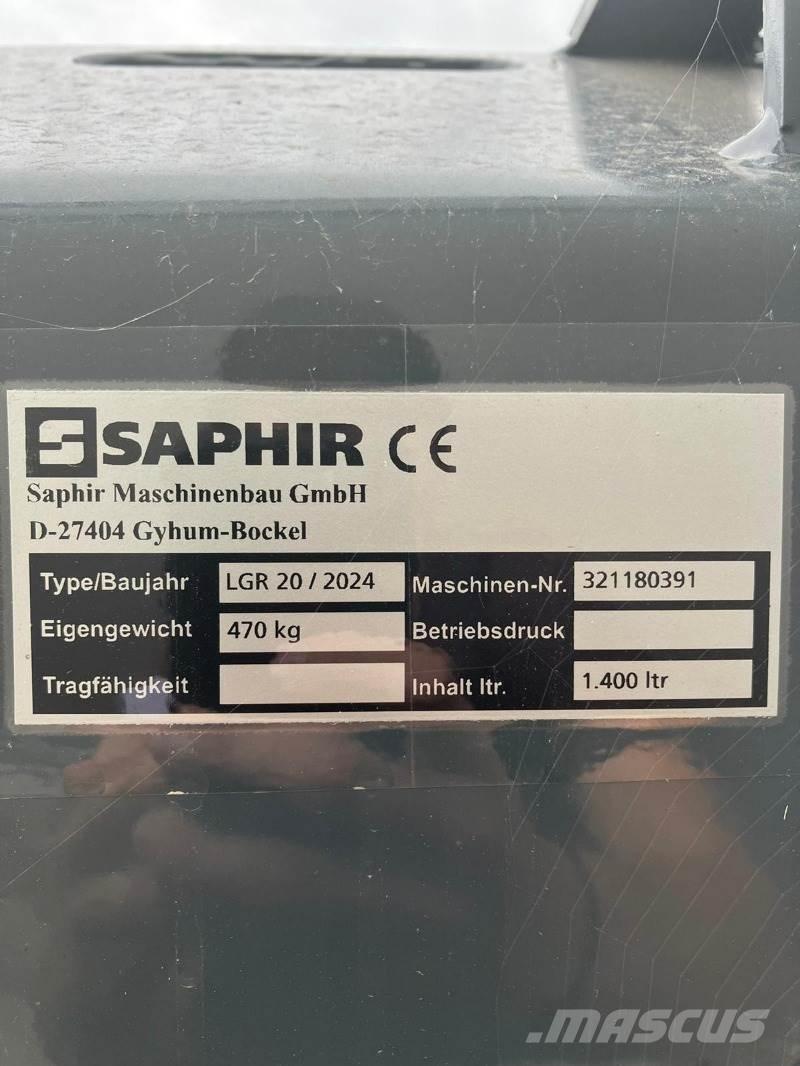 SAPHIR CE
Saphir Maschinenbau GmbH
D-27404 Gyhum-Bockel
Type/Baujahr LGR 20 / 2024 Maschinen-Nr. 321180391
Eigengewicht 470 kg Betriebsdruck
Tragfähigkeit Inhalt ltr. 1.400 ltr
.MASCUS